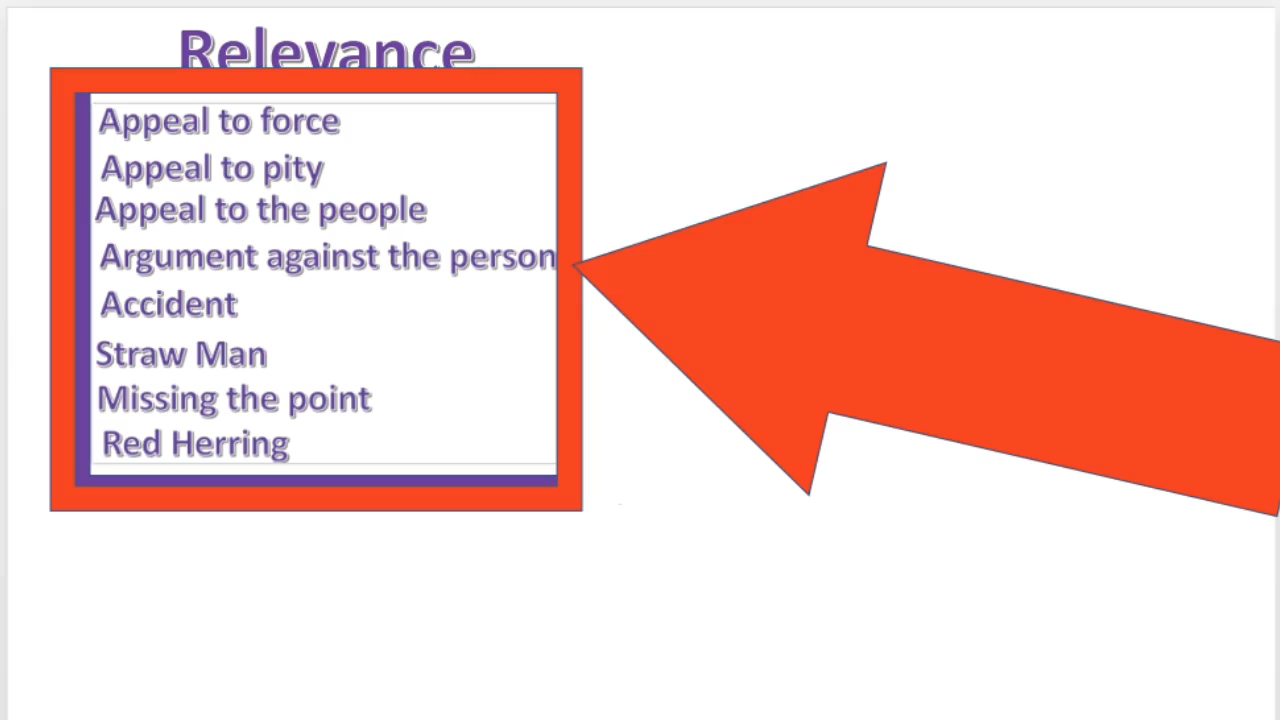 Relevance
Appeal to force
Appeal to pity
Appeal to the people
Argument against the person
Accident
Straw Man
Missing the point
Red Herring